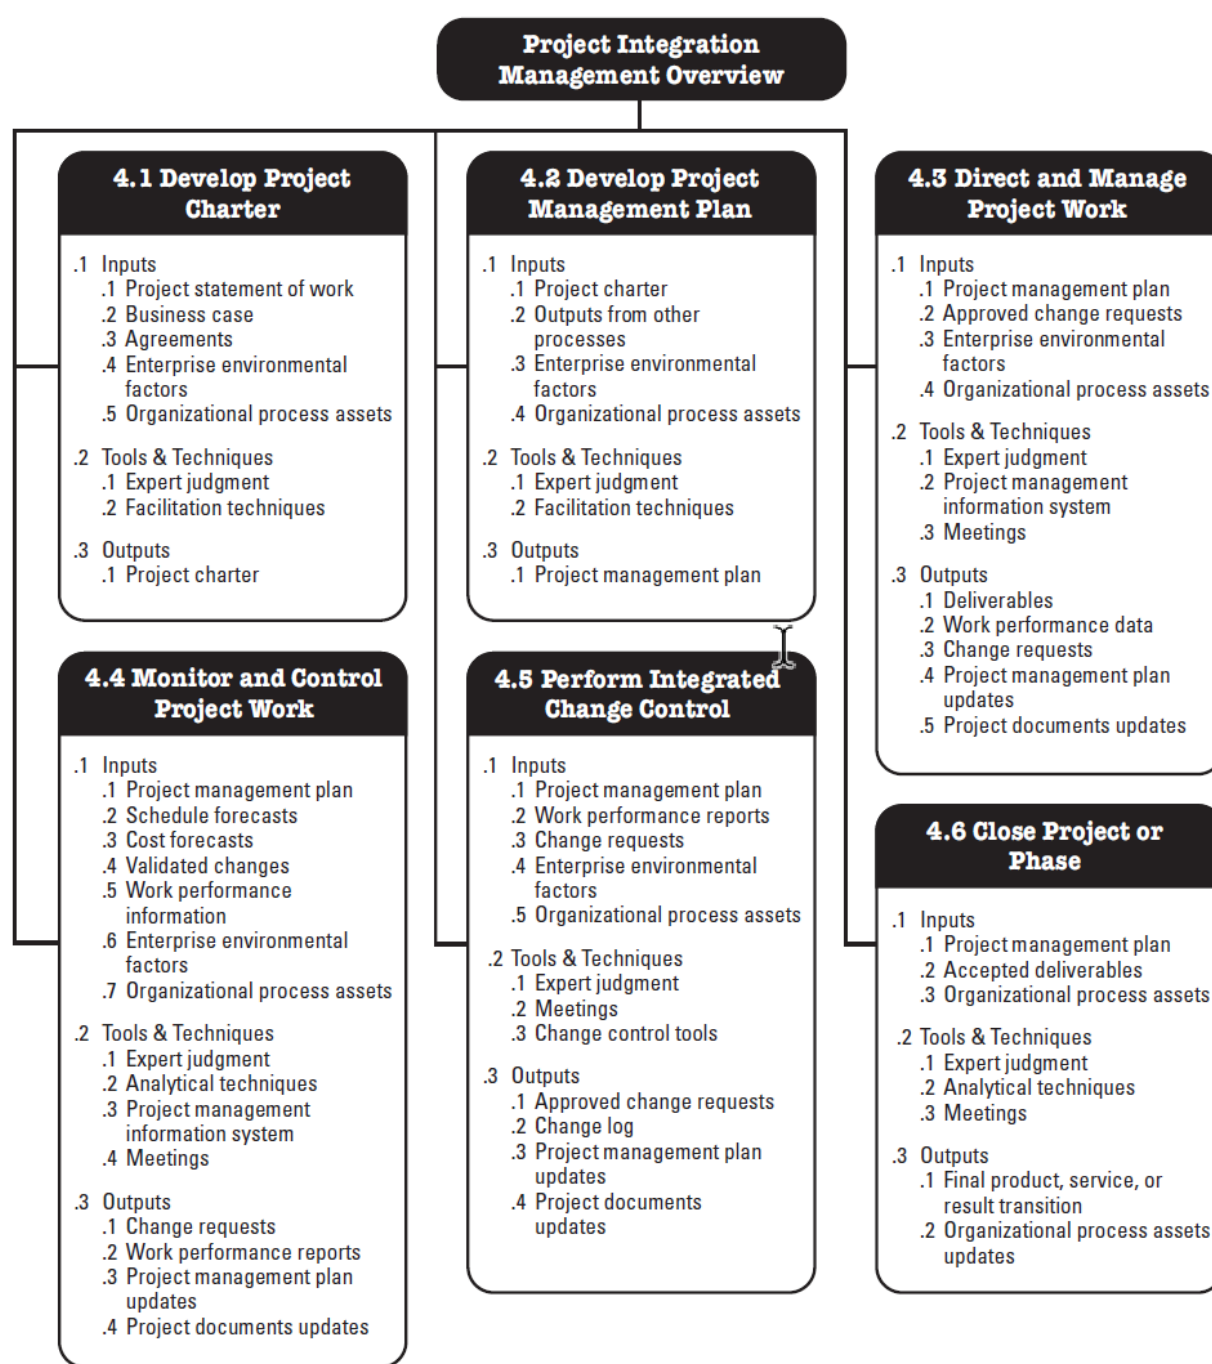 Project Integration
Management Overview
4.1 Develop Project
Charter
.1 Inputs
.1 Project statement of work
.2 Business case
.3 Agreements
.4 Enterprise environmental
factors
.5 Organizational process assets
.2 Tools & Techniques
.1 Expert judgment
.2 Facilitation techniques
.3 Outputs
.1 Project charter
4.2 Develop Project
Management Plan
.1 Inputs
.1 Project charter
.2 Outputs from other
processes
.3 Enterprise environmental
factors
.4 Organizational process assets
.2 Tools & Techniques
.1 Expert judgment
.2 Facilitation techniques
.3 Outputs
.1 Project management plan
4.3 Direct and Manage
Project Work
.1 Inputs
.1 Project management plan
.2 Approved change requests
.3 Enterprise environmental
factors
.4 Organizational process assets
.2 Tools & Techniques
.1 Expert judgment
.2 Project management
information system
.3 Meetings
.3 Outputs
.1 Deliverables
.2 Work performance data
.3 Change requests
.4 Project management plan
updates
.5 Project documents updates
4.4 Monitor and Control
Project Work
.1 Inputs
.1 Project management plan
.2 Schedule forecasts
.3 Cost forecasts
.4 Validated changes
.5 Work performance
information
.6 Enterprise environmental
factors
.7 Organizational process assets
.2 Tools & Techniques
.1 Expert judgment
.2 Analytical techniques
.3 Project management
information system
.4 Meetings
.3 Outputs
.1 Change requests
.2 Work performance reports
.3 Project management plan
updates
.4 Project documents updates
4.5 Perform Integrated
Change Control
.1 Inputs
.1 Project management plan
.2 Work performance reports
.3 Change requests
.4 Enterprise environmental
factors
.5 Organizational process assets
.2 Tools & Techniques
.1 Expert judgment
.2 Meetings
.3 Change control tools
.3 Outputs
.1 Approved change requests
.2 Change log
.3 Project management plan
updates
.4 Project documents
updates
4.6 Close Project or
Phase
.1 Inputs
.1 Project management plan
.2 Accepted deliverables
.3 Organizational process assets
.2 Tools & Techniques
.1 Expert judgment
.2 Analytical techniques
.3 Meetings
.3 Outputs
.1 Final product, service, or
result transition
.2 Organizational process assets
updates